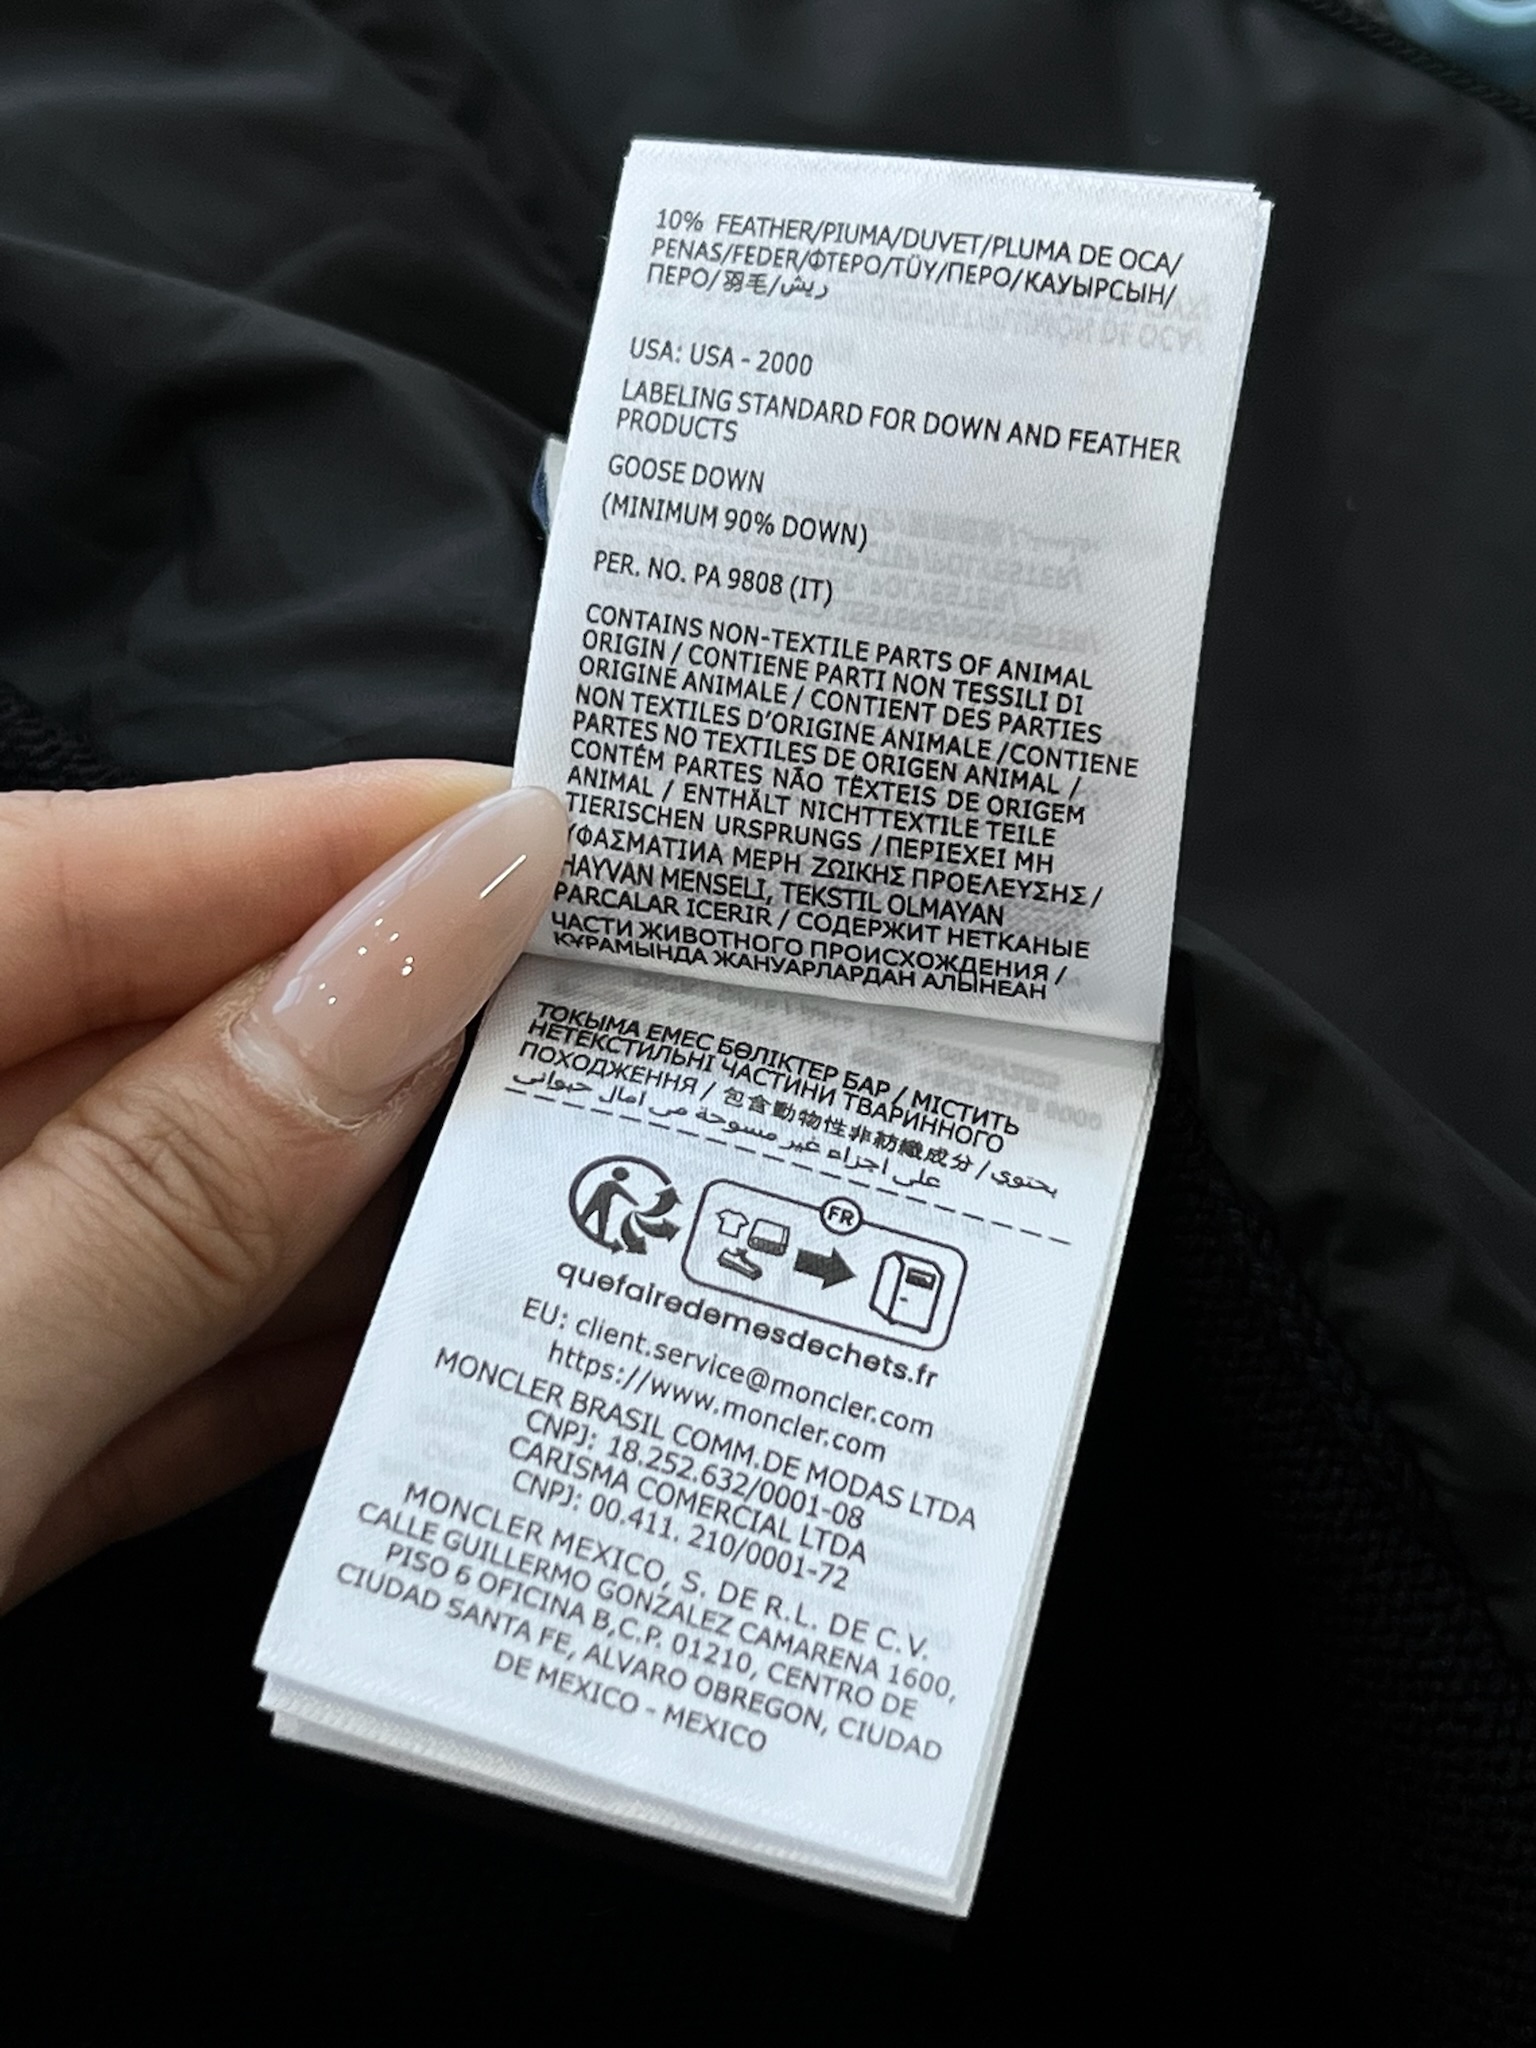 10% FEATHER/PIUMA/DUVET/PLUMA DE OCA/
PENAS/FEDER/ΦTEPO/TÜY/ПЕРО/КАУЫРСЫН/
ПЕРО/羽毛/ريش
USA: USA - 2000
LABELING STANDARD FOR DOWN AND FEATHER
PRODUCTS
GOOSE DOWN
(MINIMUM 90% DOWN)
PER. NO. PA 9808 (IT)
CONTAINS NON-TEXTILE PARTS OF ANIMAL
ORIGIN / CONTIENE PARTI NON TESSILI DI
ORIGINE ANIMALE / CONTIENT DES PARTIES
NON TEXTILES D'ORIGINE ANIMALE /CONTIENE
PARTES NO TEXTILES DE ORIGEN ANIMAL /
CONTÉM PARTES NÃO TÊXTEIS DE ORIGEM
ANIMAL / ENTHÄLT NICHTTEXTILE TEILE
TIERISCHEN URSPRUNGS /ΠΕΡΙΕΧΕΙ ΜΗ
ΥΦΑΣΜΑΤΙΝΑ ΜΕΡΗ ΖΩΙΚΗΣ ΠΡΟΕΛΕΥΣΗΣ /
HAYVAN MENSELI, TEKSTIL OLMAYAN
PARCALAR ICERIR / СОДЕРЖИТ НЕТКАНЫЕ
ЧАСТИ ЖИВОТНОГО ПРОИСХОЖДЕНИЯ /
ҚҰРАМЫНДА ЖАНУАРЛАРДАН АЛЫНЕАН
ТОКЫМА ЕМЕС БӨЛІКТЕР БАР / МІСТИТЬ
НЕТЕКСТИЛЬНІ ЧАСТИНИ ТВАРИННОГО
ПОХОДЖЕННЯ / 包含動物性非紡織成分 / يحتوي
على اجزاء غير مسوحة من امال حيواني
FR
quefairedemesdechets.fr
EU: client.service@moncler.com
https://www.moncler.com
MONCLER BRASIL COMM.DE MODAS LTDA
CNPJ: 18.252.632/0001-08
CARISMA COMERCIAL LTDA
CNPJ: 00.411. 210/0001-72
MONCLER MEXICO, S. DE R.L. DE C.V.
CALLE GUILLERMO GONZALEZ CAMARENA 1600,
PISO 6 OFICINA B,C.P. 01210, CENTRO DE
CIUDAD SANTA FE, ALVARO OBREGON, CIUDAD
DE MEXICO - MEXICO